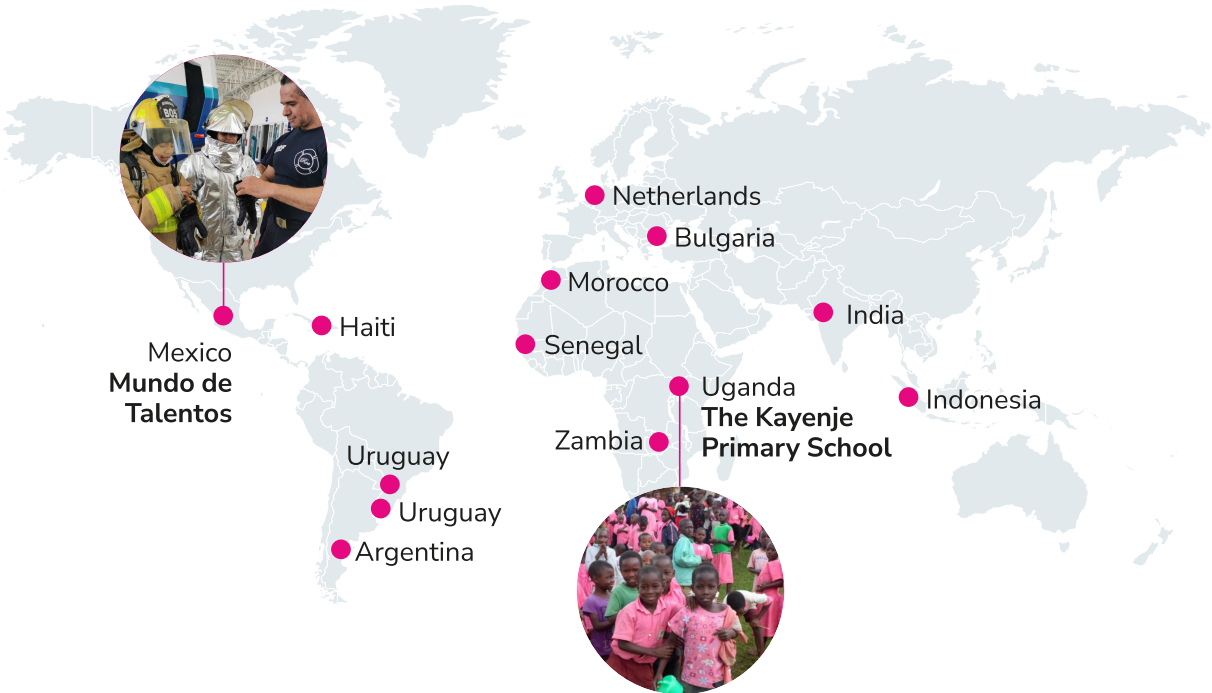 BOS
Netherlands
Bulgaria
Morocco
India
Haiti
Senegal
Mexico
Mundo de
Talentos
Uganda
The Kayenje
Primary School
Indonesia
Zambia
Uruguay
Uruguay
Argentina